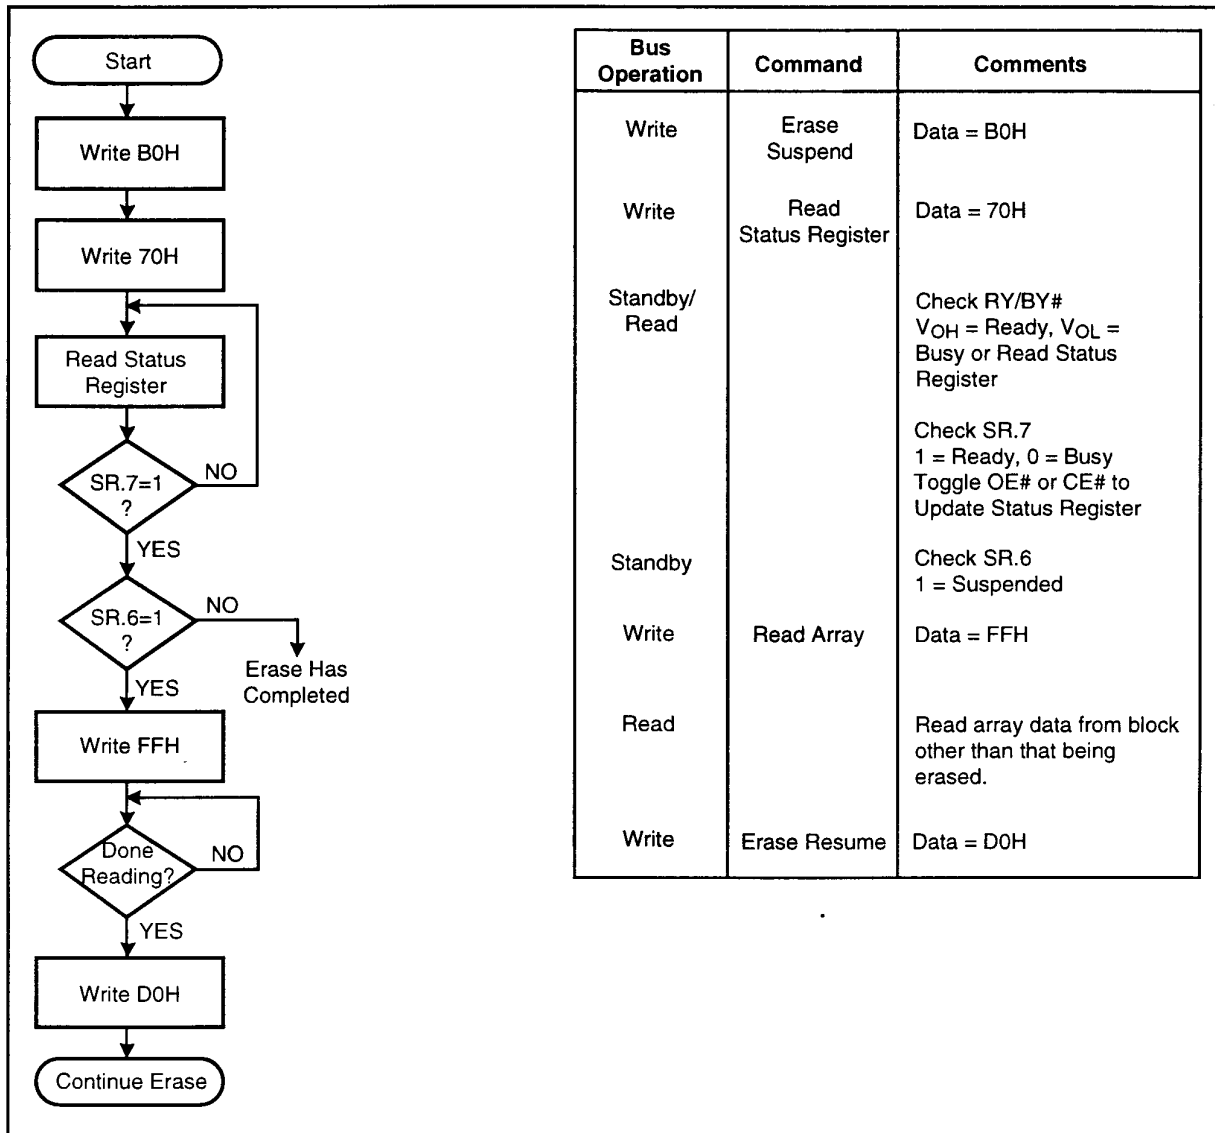 Start
Write B0H
Write 70H
Read Status
Register
SR.7=1
?
NO
YES
SR.6=1
?
NO
Erase Has
Completed
YES
Write FFH
Done
Reading?
NO
YES
Write D0H
Continue Erase
Bus
Operation
Command
Comments
Write
Erase
Suspend
Data = B0H
Write
Read
Status Register
Data = 70H
Standby/
Read
Check RY/BY#
VOH = Ready, VOL =
Busy or Read Status
Register
Check SR.7
1 = Ready, 0 = Busy
Toggle OE# or CE# to
Update Status Register
Standby
Check SR.6
1 = Suspended
Write
Read Array
Data = FFH
Read
Read array data from block
other than that being
erased.
Write
Erase Resume
Data = D0H